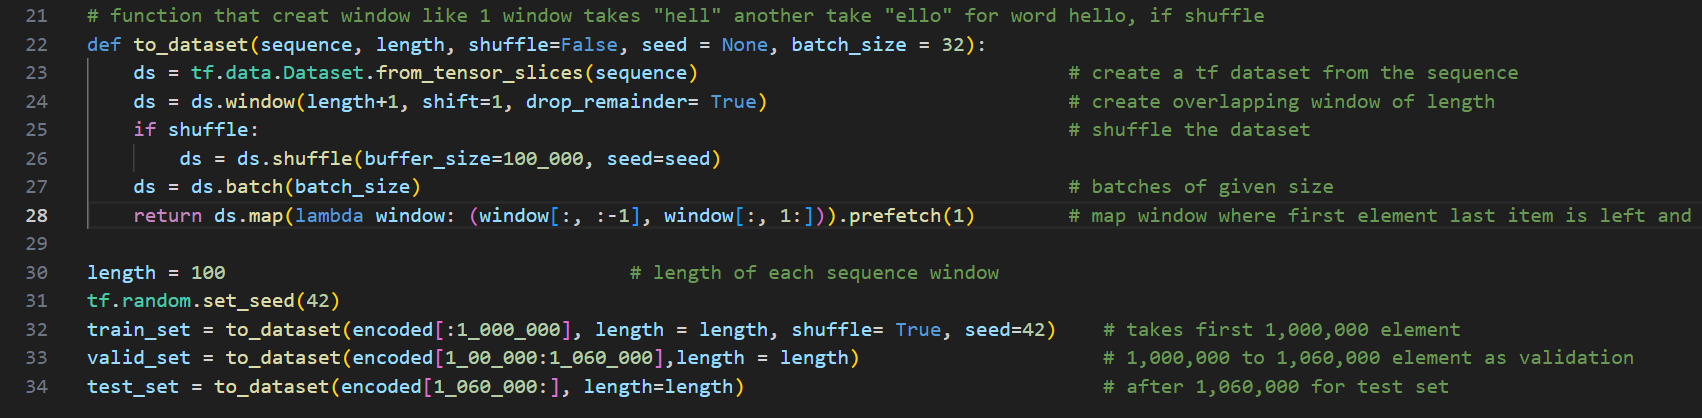 21 # function that creat window like 1 window takes "hell" another take "ello" for word hello, if shuffle
22 def to_dataset(sequence, length, shuffle=False, seed = None, batch_size = 32):
23 ds = tf.data.Dataset.from_tensor_slices(sequence) # create a tf dataset from the sequence
24 ds = ds.window(length+1, shift=1, drop_remainder= True) # create overlapping window of length
25 if shuffle: # shuffle the dataset
26 ds = ds.shuffle(buffer_size=100_000, seed=seed)
27 ds = ds.batch(batch_size) # batches of given size
28 return ds.map(lambda window: (window[:, :-1], window[:, 1:])).prefetch(1) # map window where first element last item is left and
29
30 length = 100 # length of each sequence window
31 tf.random.set_seed(42)
32 train_set = to_dataset(encoded[:1_000_000], length = length, shuffle= True, seed=42) # takes first 1,000,000 element
33 valid_set = to_dataset(encoded[1_00_000:1_060_000],length = length) # 1,000,000 to 1,060,000 element as validation
34 test_set = to_dataset(encoded[1_060_000:], length=length) # after 1,060,000 for test set